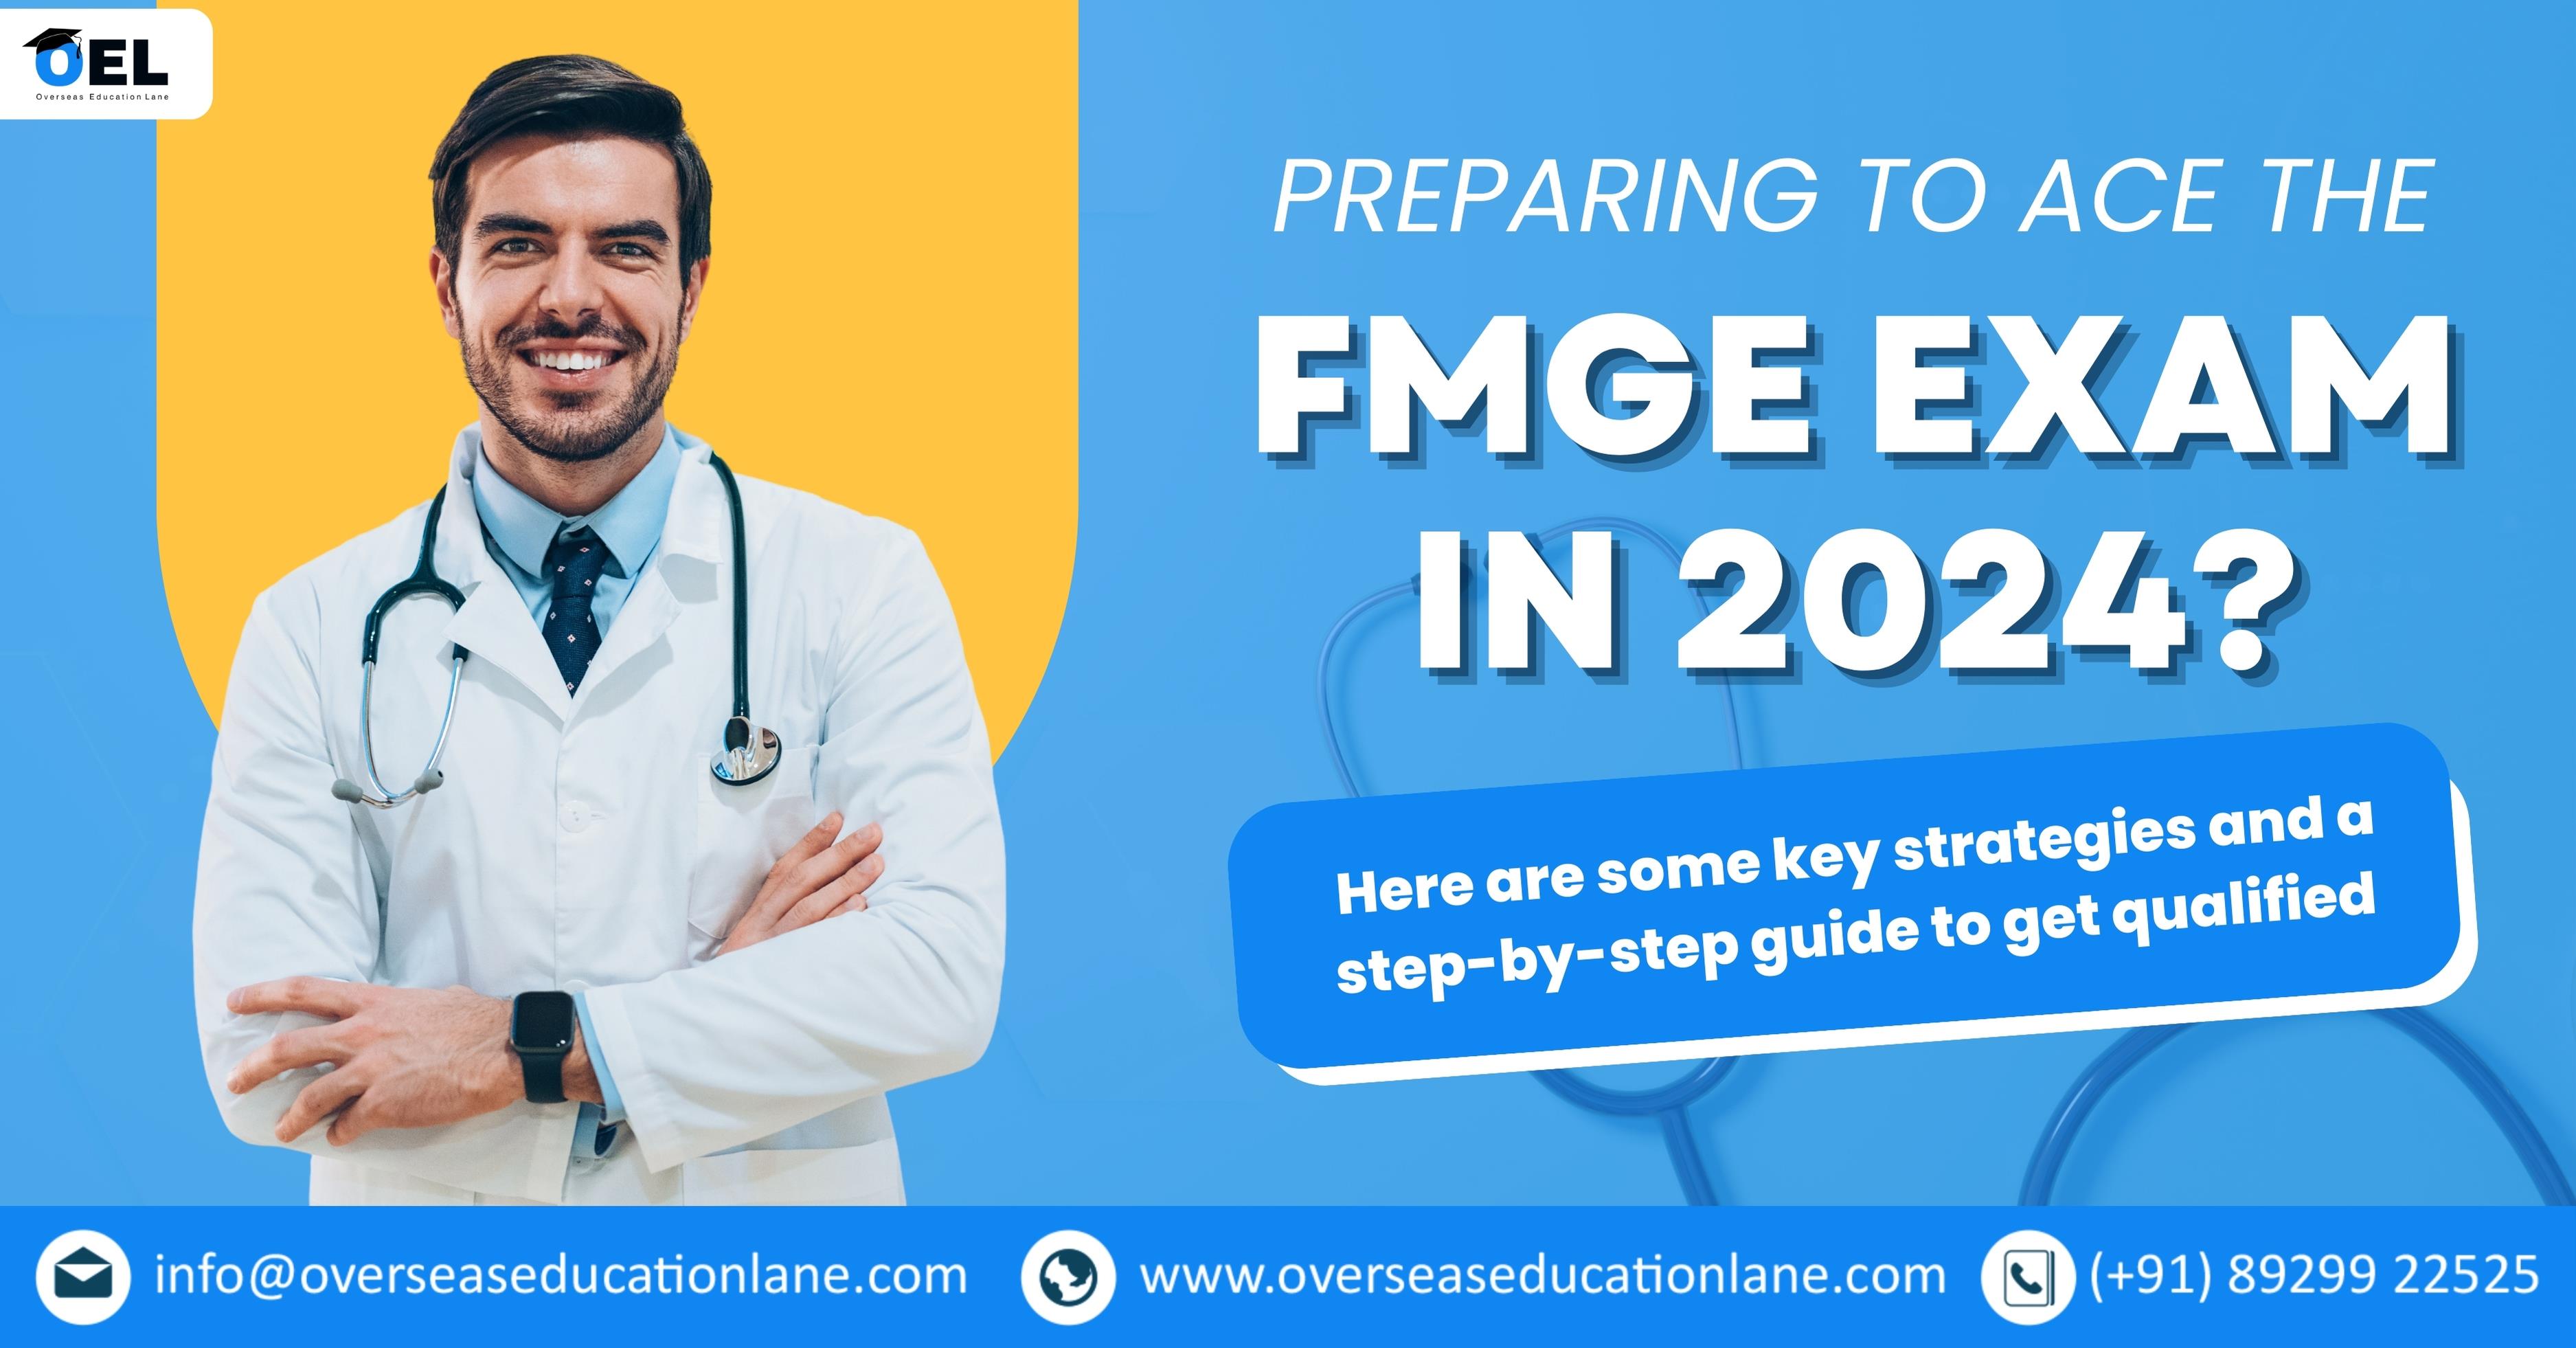 OEL
Overseas Education Lane
PREPARING TO ACE THE
FMGE EXAM
IN 2024?
Here are some key strategies and a
step-by-step guide to get qualified
info@overseaseducationlane.com
www.overseaseducationlane.com
(+91) 89299 22525